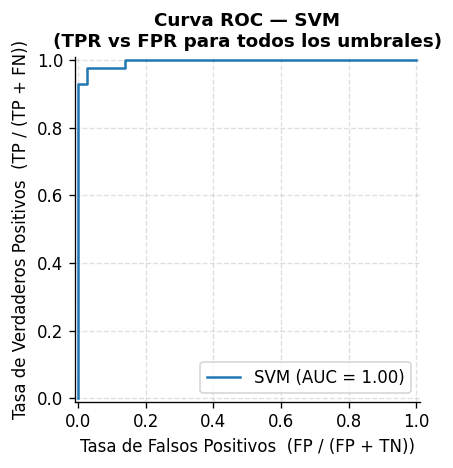 Curva ROC — SVM
(TPR vs FPR para todos los umbrales)
Tasa de Verdaderos Positivos (TP / (TP + FN))
1.0
0.8
0.6
0.4
0.2
0.0
SVM (AUC = 1.00)
0.0 0.2 0.4 0.6 0.8 1.0
Tasa de Falsos Positivos (FP / (FP + TN))